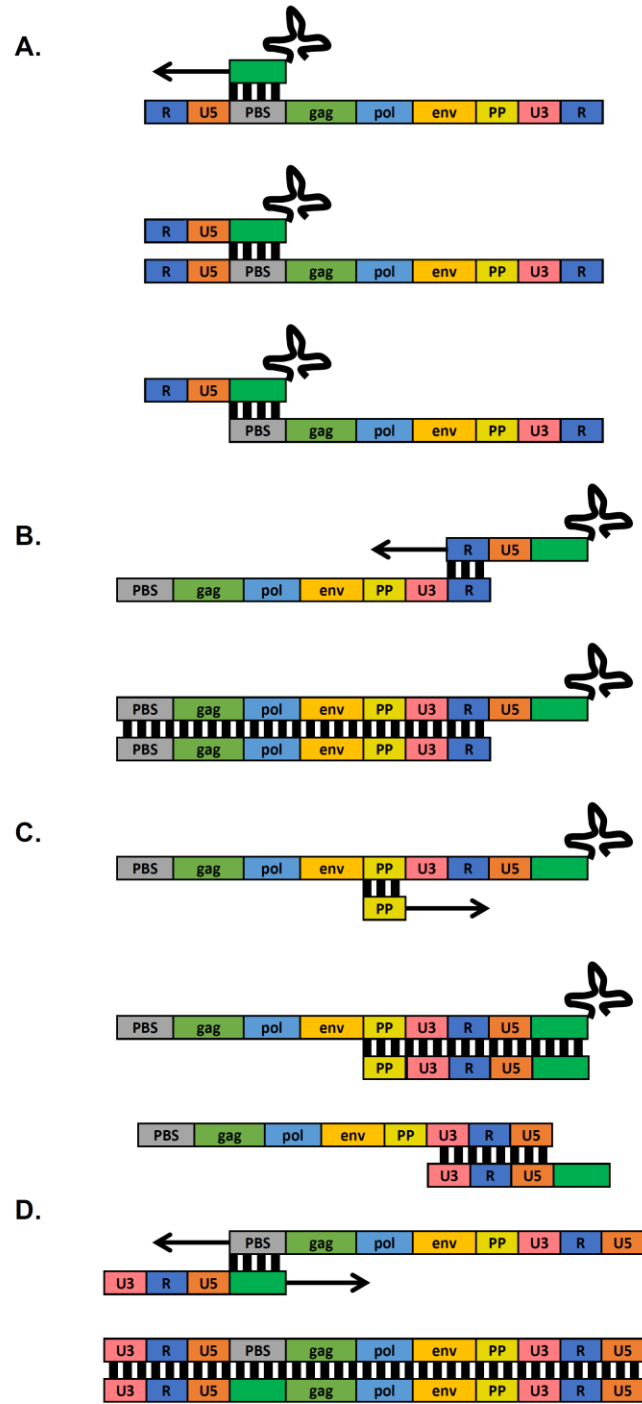 A.
R U5 PBS gag pol env PP U3 R
R U5
R U5 PBS gag pol env PP U3 R
R U5
PBS gag pol env PP U3 R
B.
R U5
PBS gag pol env PP U3 R
PBS gag pol env PP U3 R U5
PBS gag pol env PP U3 R
C.
PBS gag pol env PP U3 R U5
PP
PBS gag pol env PP U3 R U5
PP U3 R U5
PBS gag pol env PP U3 R U5
U3 R U5
D.
PBS gag pol env PP U3 R U5
U3 R U5
U3 R U5 PBS gag pol env PP U3 R U5
U3 R U5 gag pol env PP U3 R U5